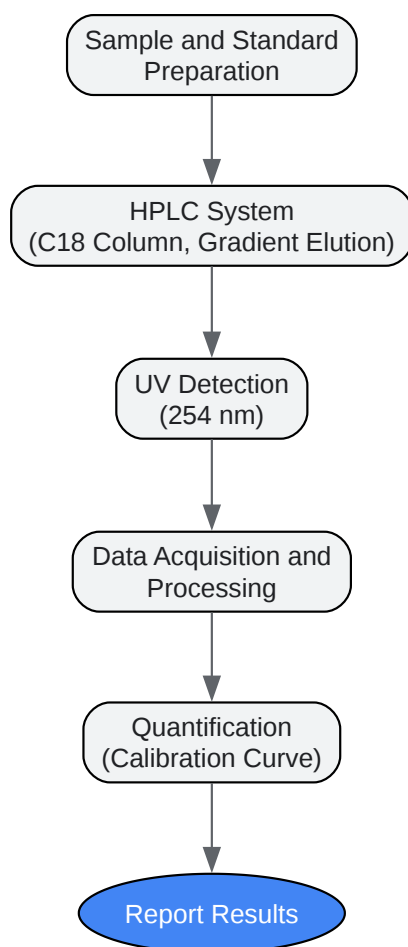 Sample and Standard
Preparation
HPLC System
(C18 Column, Gradient Elution)
UV Detection
(254 nm)
Data Acquisition and
Processing
Quantification
(Calibration Curve)
Report Results